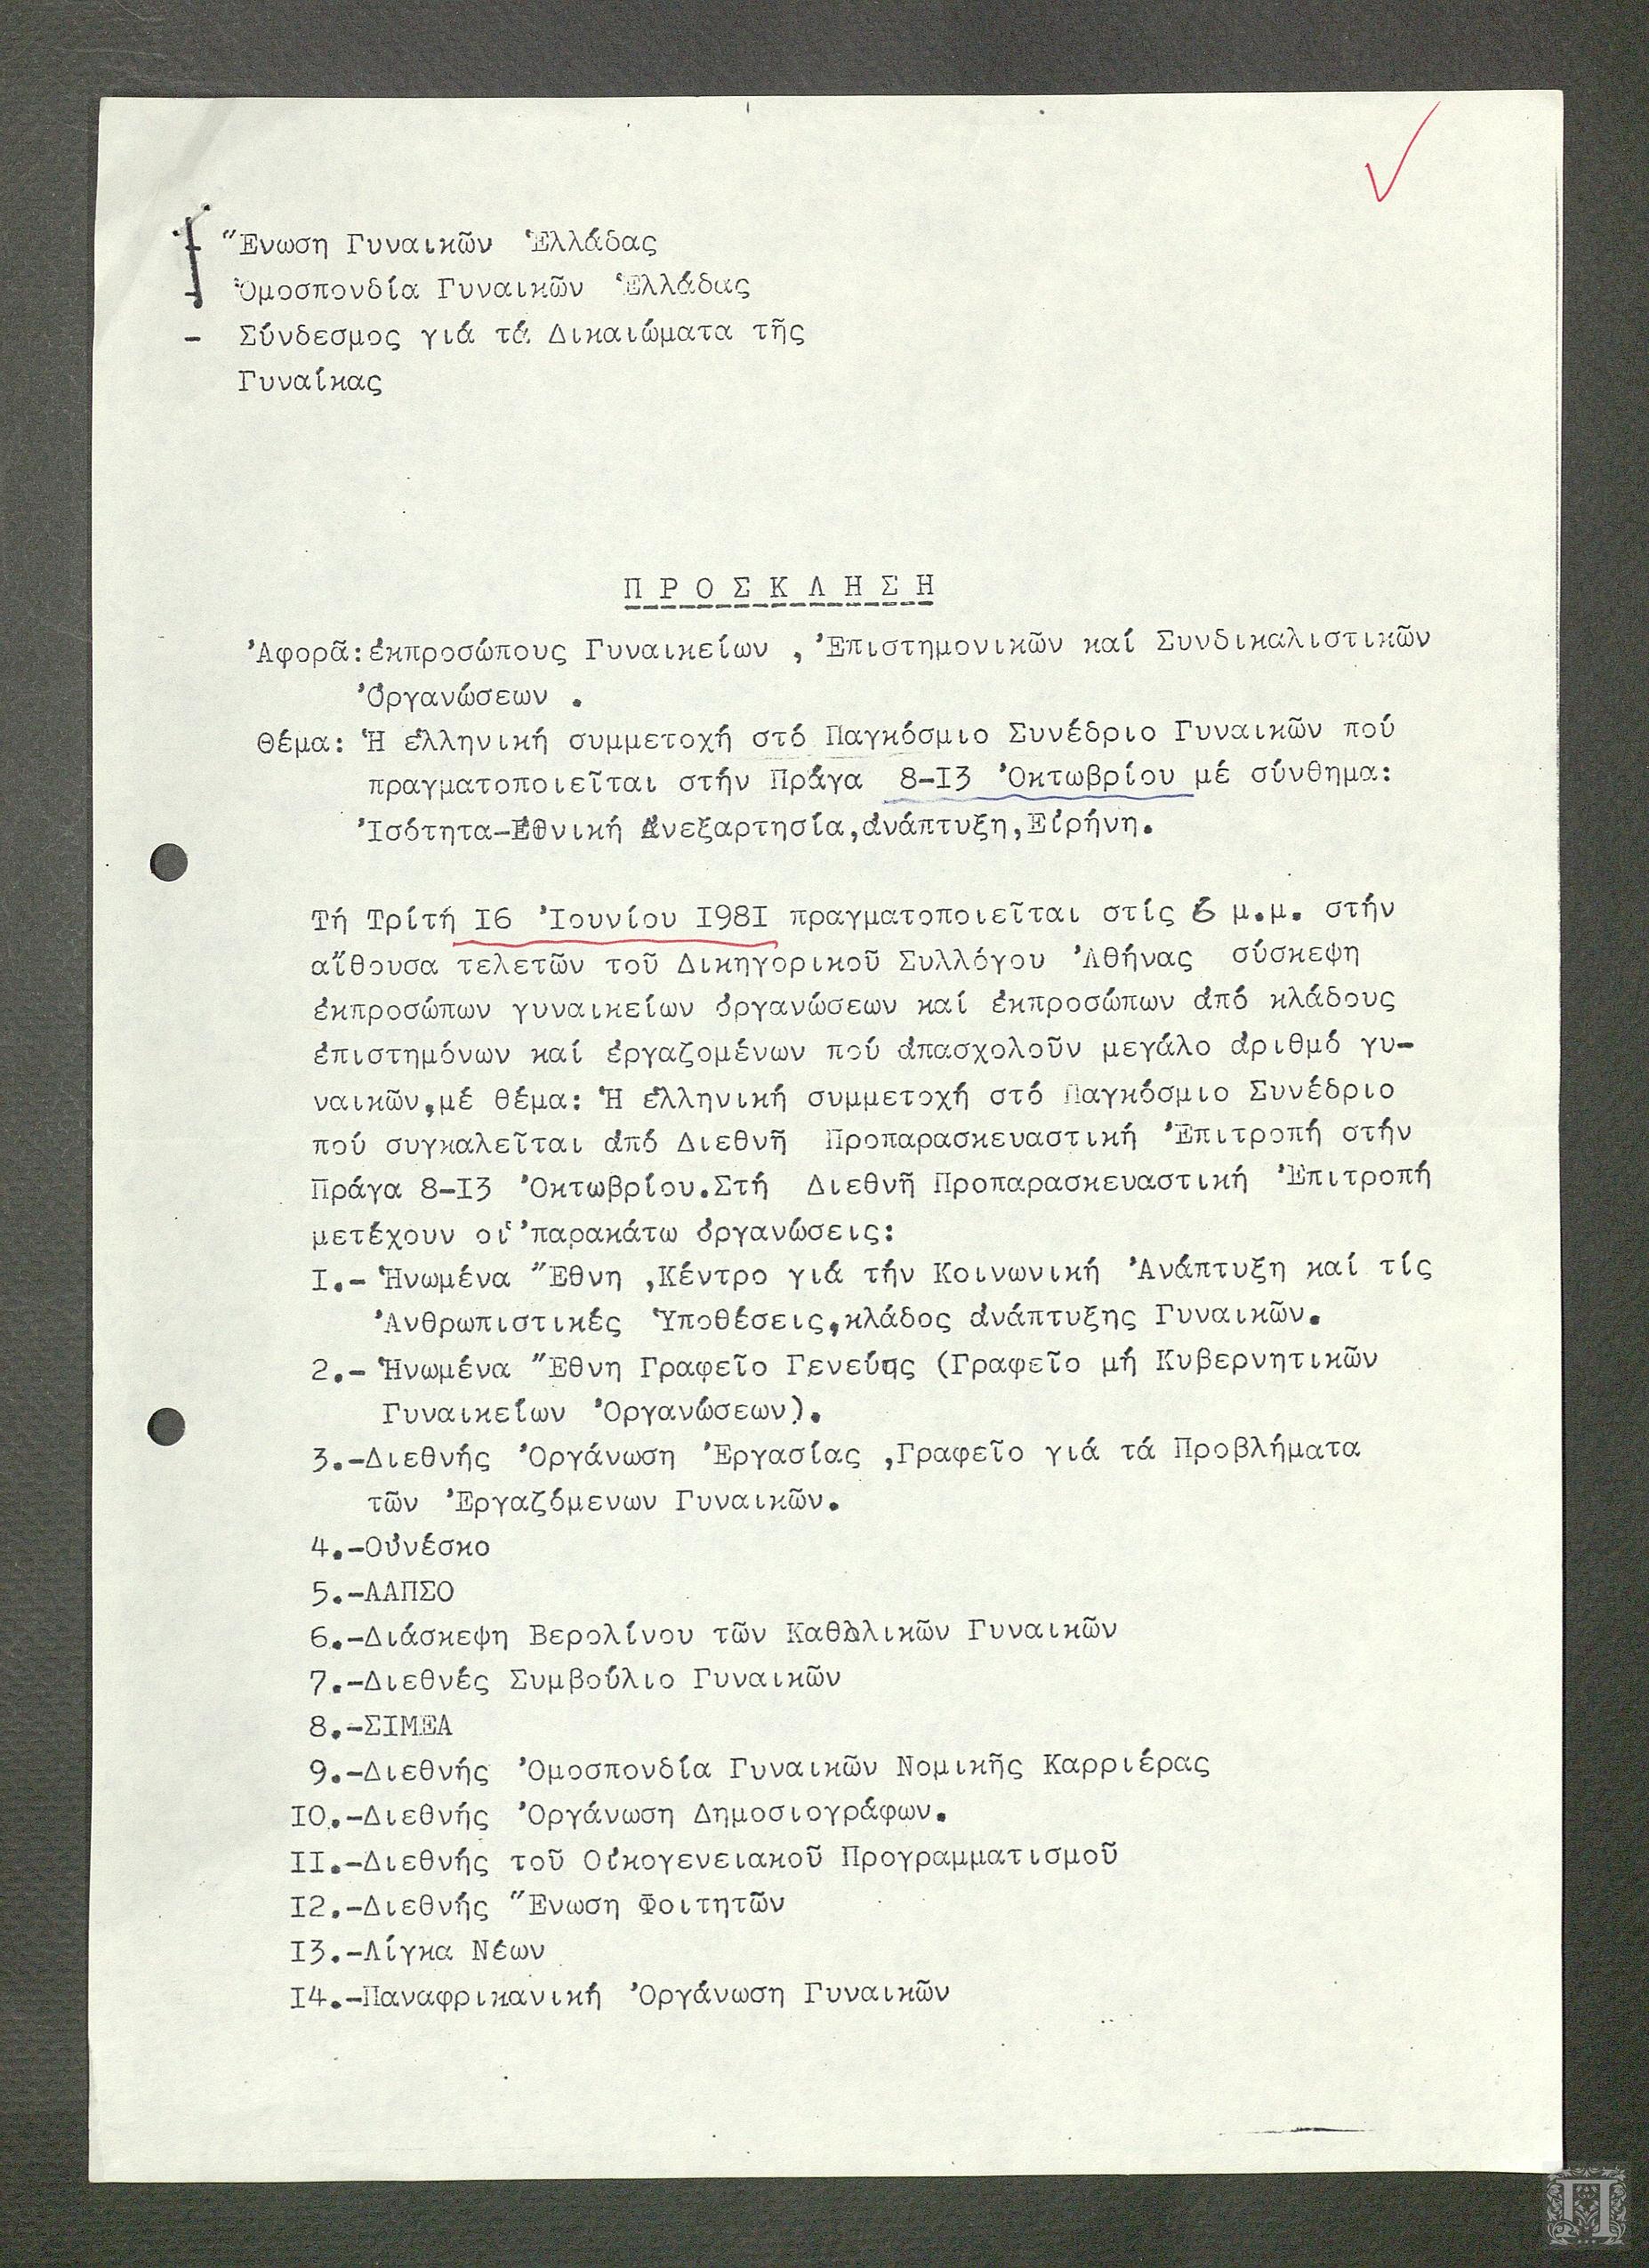 - Ἕνωση Γυναικῶν Ἑλλάδας
- Ὁμοσπονδία Γυναικῶν Ἑλλάδας
- Σύνδεσμος γιά τά Δικαιώματα τῆς
Γυναίκας
Π Ρ Ο Σ Κ Λ Η Σ Η
Ἀφορᾶ: ἐκπροσώπους Γυναικείων , Ἐπιστημονικῶν καί Συνδικαλιστικῶν
Ὀργανώσεων .
Θέμα: Ἡ ἑλληνική συμμετοχή στό Παγκόσμιο Συνέδριο Γυναικῶν πού
πραγματοποιεῖται στήν Πράγα 8-Ι3 Ὀκτωβρίου μέ σύνθημα:
Ἰσότητα-Ἐθνική Ἀνεξαρτησία,ἀνάπτυξη,Εἰρήνη.
Τή Τρίτή Ι6 Ἰουνίου Ι98Ι πραγματοποιεῖται στίς 6 μ.μ. στήν
αἴθουσα τελετῶν τοῦ Δικηγορικοῦ Συλλόγου Ἀθήνας σύσκεψη
ἐκπροσώπων γυναικείων ὀργανώσεων καί ἐκπροσώπων ἀπό κλάδους
ἐπιστημόνων καί ἐργαζομένων πού ἀπασχολοῦν μεγάλο ἀριθμό γυ-
ναικῶν,μέ θέμα: Ἡ ἑλληνική συμμετοχή στό Παγκόσμιο Συνέδριο
πού συγκαλεῖται ἀπό Διεθνῆ Προπαρασκευαστική Ἐπιτροπή στήν
Πράγα 8-Ι3 Ὀκτωβρίου.Στή Διεθνῆ Προπαρασκευαστική Ἐπιτροπή
μετέχουν οἱ παρακάτω ὀργανώσεις:
Ι.- Ἡνωμένα Ἔθνη ,Κέντρο γιά τήν Κοινωνική Ἀνάπτυξη καί τίς
Ἀνθρωπιστικές Ὑποθέσεις,κλάδος ἀνάπτυξης Γυναικῶν.
2.- Ἡνωμένα Ἔθνη Γραφεῖο Γενεύης (Γραφεῖο μή Κυβερνητικῶν
Γυναικείων Ὀργανώσεων).
3.-Διεθνής Ὀργάνωση Ἐργασίας ,Γραφεῖο γιά τά Προβλήματα
τῶν Ἐργαζόμενων Γυναικῶν.
4.-Οὐνέσκο
5.-ΑΑΠΣΟ
6.-Διάσκεψη Βερολίνου τῶν Καθολικῶν Γυναικῶν
7.-Διεθνές Συμβούλιο Γυναικῶν
8.-ΣΙΜΕΑ
9.-Διεθνής Ὁμοσπονδία Γυναικῶν Νομικῆς Καρριέρας
ΙΟ.-Διεθνής Ὀργάνωση Δημοσιογράφων.
ΙΙ.-Διεθνής τοῦ Οἰκογενειακοῦ Προγραμματισμοῦ
Ι2.-Διεθνής Ἕνωση Φοιτητῶν
Ι3.-Λίγκα Νέων
Ι4.-Παναφρικανική Ὀργάνωση Γυναικῶν